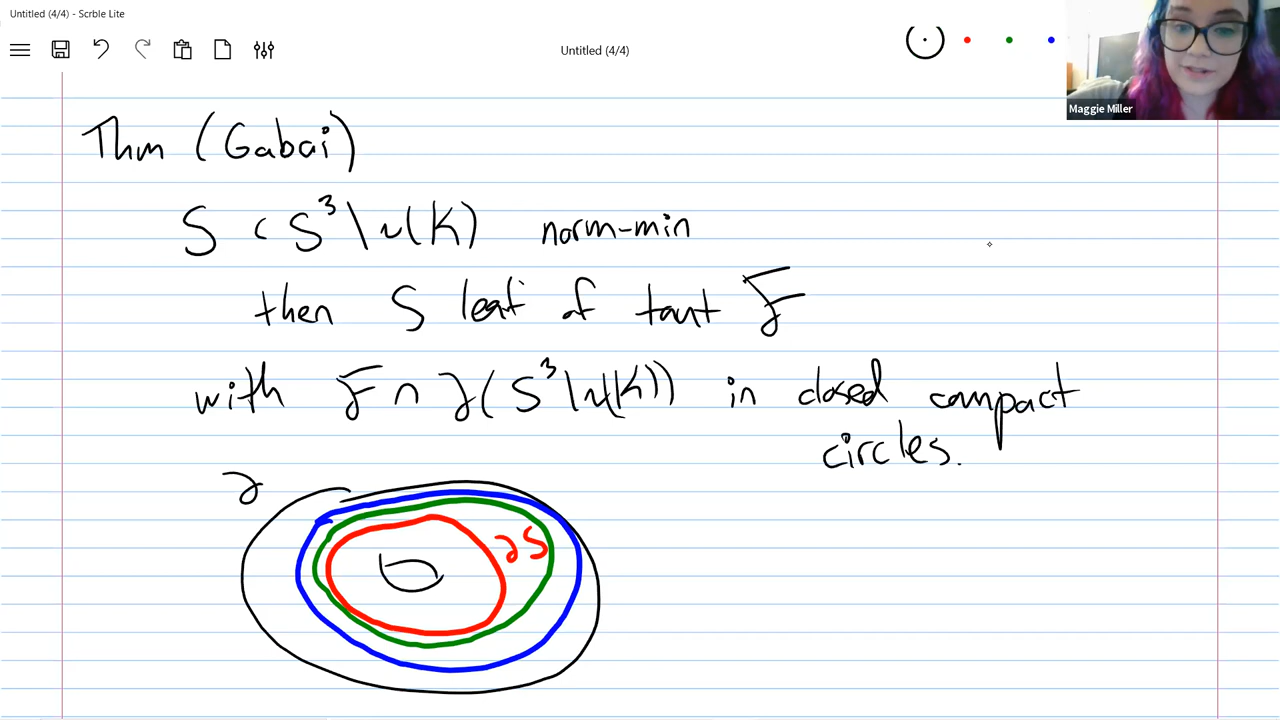 Untitled (4/4) - Scrble Lite
Untitled (4/4)
Maggie Miller
Thm (Gabai)
S ⊂ S³ \ ν(K) norm-min
then S leaf of taut F
with F ∩ ∂(S³ \ ν(K)) in closed compact
circles.
∂
∂S